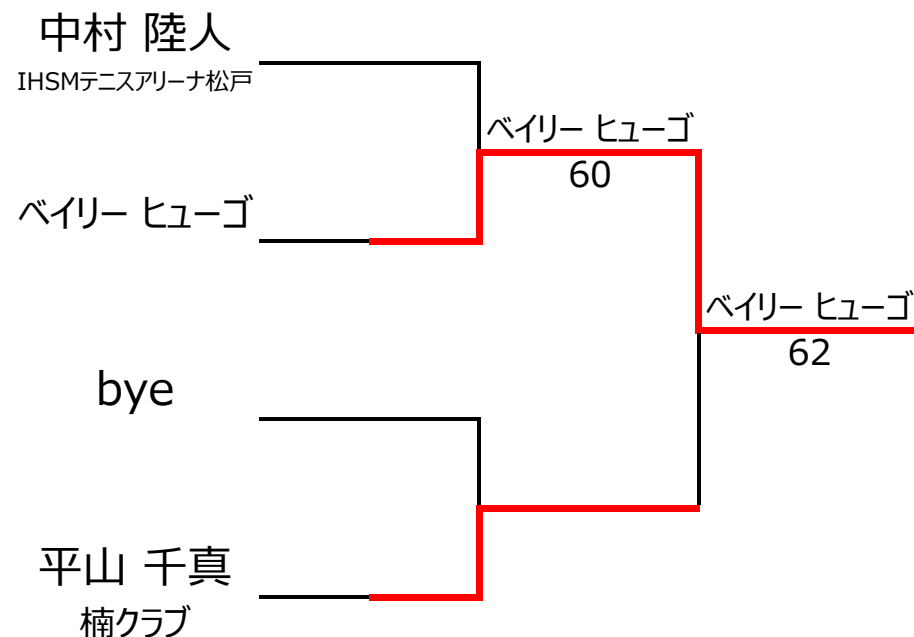 中村 陸人
IHSMテニスアリーナ松戸
ベイリー ヒューゴ
60
ベイリー ヒューゴ
ベイリー ヒューゴ
62
bye
平山 千真
楠クラブ